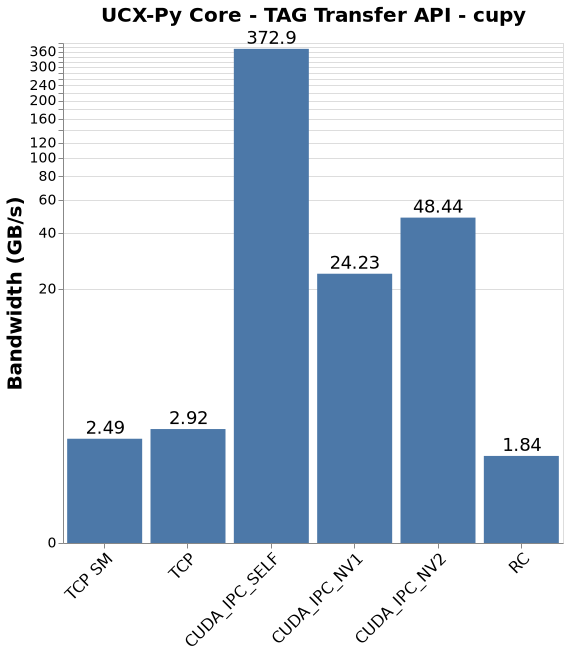 UCX-Py Core - TAG Transfer API - cupy
Bandwidth (GB/s)
360
300
240
200
160
120
100
80
60
40
20
0
2.49
2.92
372.9
24.23
48.44
1.84
TCP SM
TCP
CUDA_IPC_SELF
CUDA_IPC_NV1
CUDA_IPC_NV2
RC